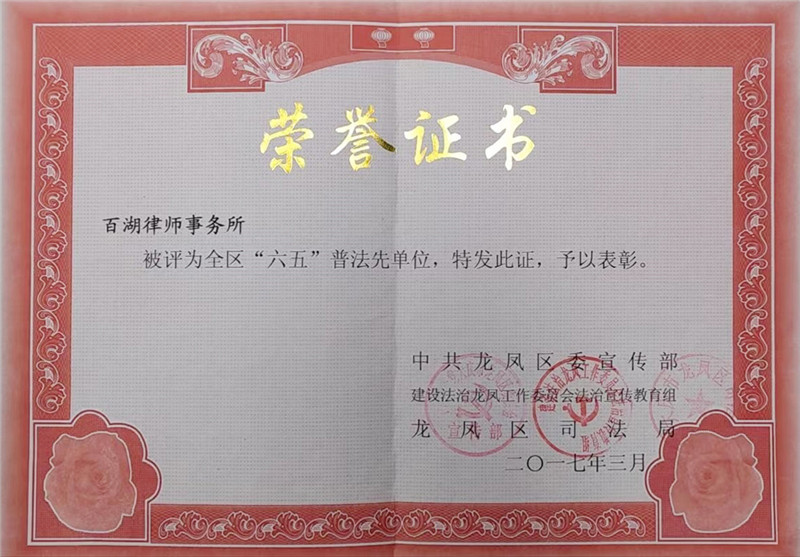 荣誉证书
百湖律师事务所
被评为全区“六五”普法先单位，特发此证，予以表彰。
中共龙凤区委宣传部
建设法治龙凤工作委员会法治宣传教育组
龙凤区司法局
二〇一七年三月
宣传部